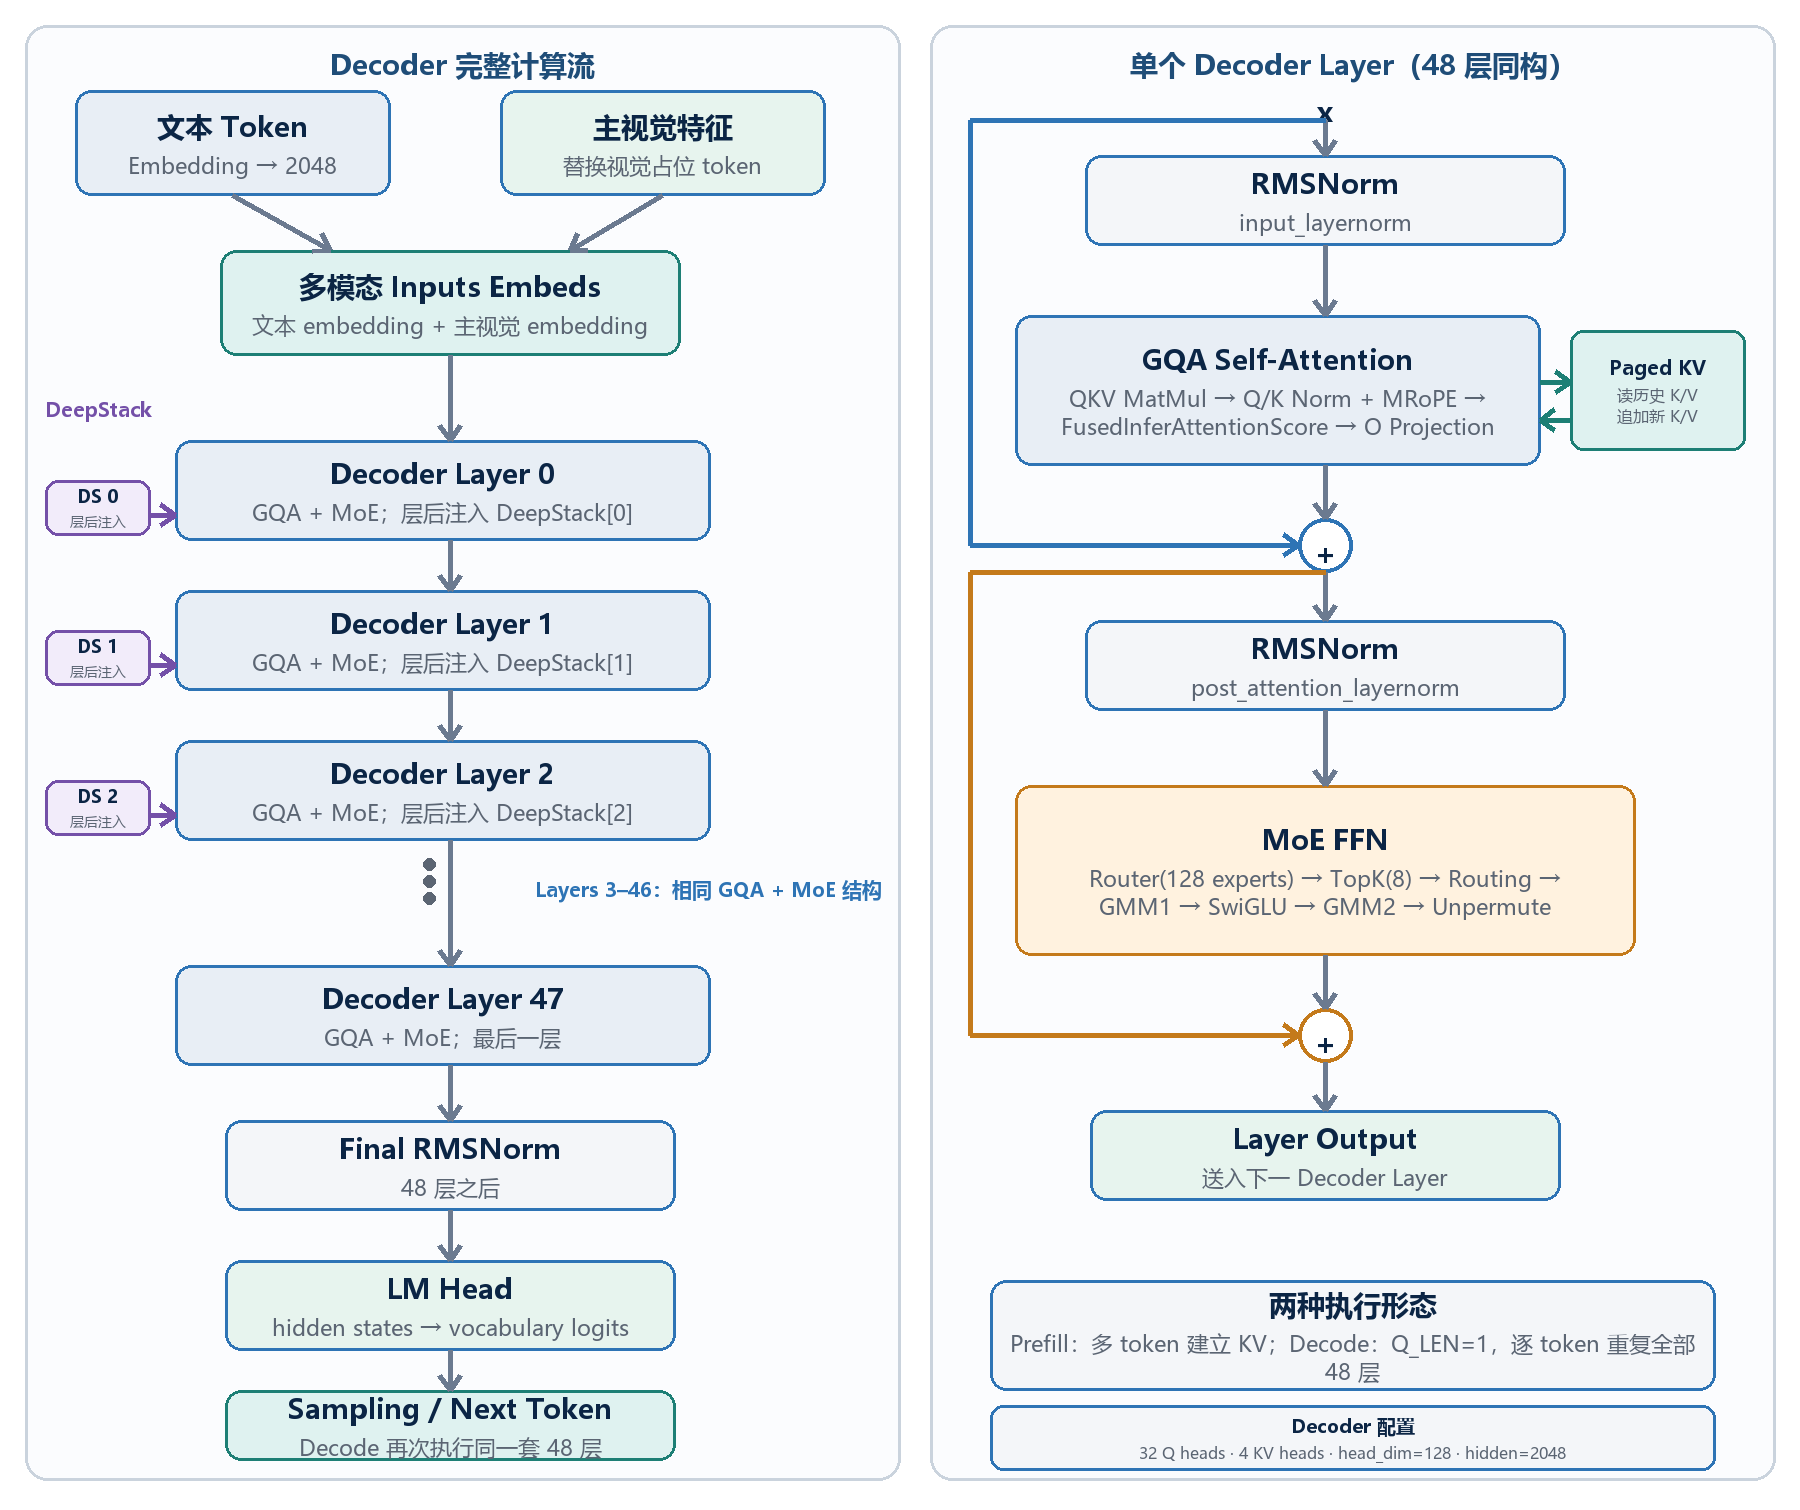 Decoder 完整计算流
文本 Token
Embedding → 2048
主视觉特征
替换视觉占位 token
多模态 Inputs Embeds
文本 embedding + 主视觉 embedding
DeepStack
Decoder Layer 0
GQA + MoE；层后注入 DeepStack[0]
DS 0
层后注入
Decoder Layer 1
GQA + MoE；层后注入 DeepStack[1]
DS 1
层后注入
Decoder Layer 2
GQA + MoE；层后注入 DeepStack[2]
DS 2
层后注入
Layers 3–46：相同 GQA + MoE 结构
Decoder Layer 47
GQA + MoE；最后一层
Final RMSNorm
48 层之后
LM Head
hidden states → vocabulary logits
Sampling / Next Token
Decode 再次执行同一套 48 层
单个 Decoder Layer（48 层同构）
x
RMSNorm
input_layernorm
GQA Self-Attention
QKV MatMul → Q/K Norm + MRoPE →
FusedInferAttentionScore → O Projection
Paged KV
读历史 K/V
追加新 K/V
+
RMSNorm
post_attention_layernorm
MoE FFN
Router(128 experts) → TopK(8) → Routing →
GMM1 → SwiGLU → GMM2 → Unpermute
+
Layer Output
送入下一 Decoder Layer
两种执行形态
Prefill：多 token 建立 KV；Decode：Q_LEN=1，逐 token 重复全部
48 层
Decoder 配置
32 Q heads · 4 KV heads · head_dim=128 · hidden=2048